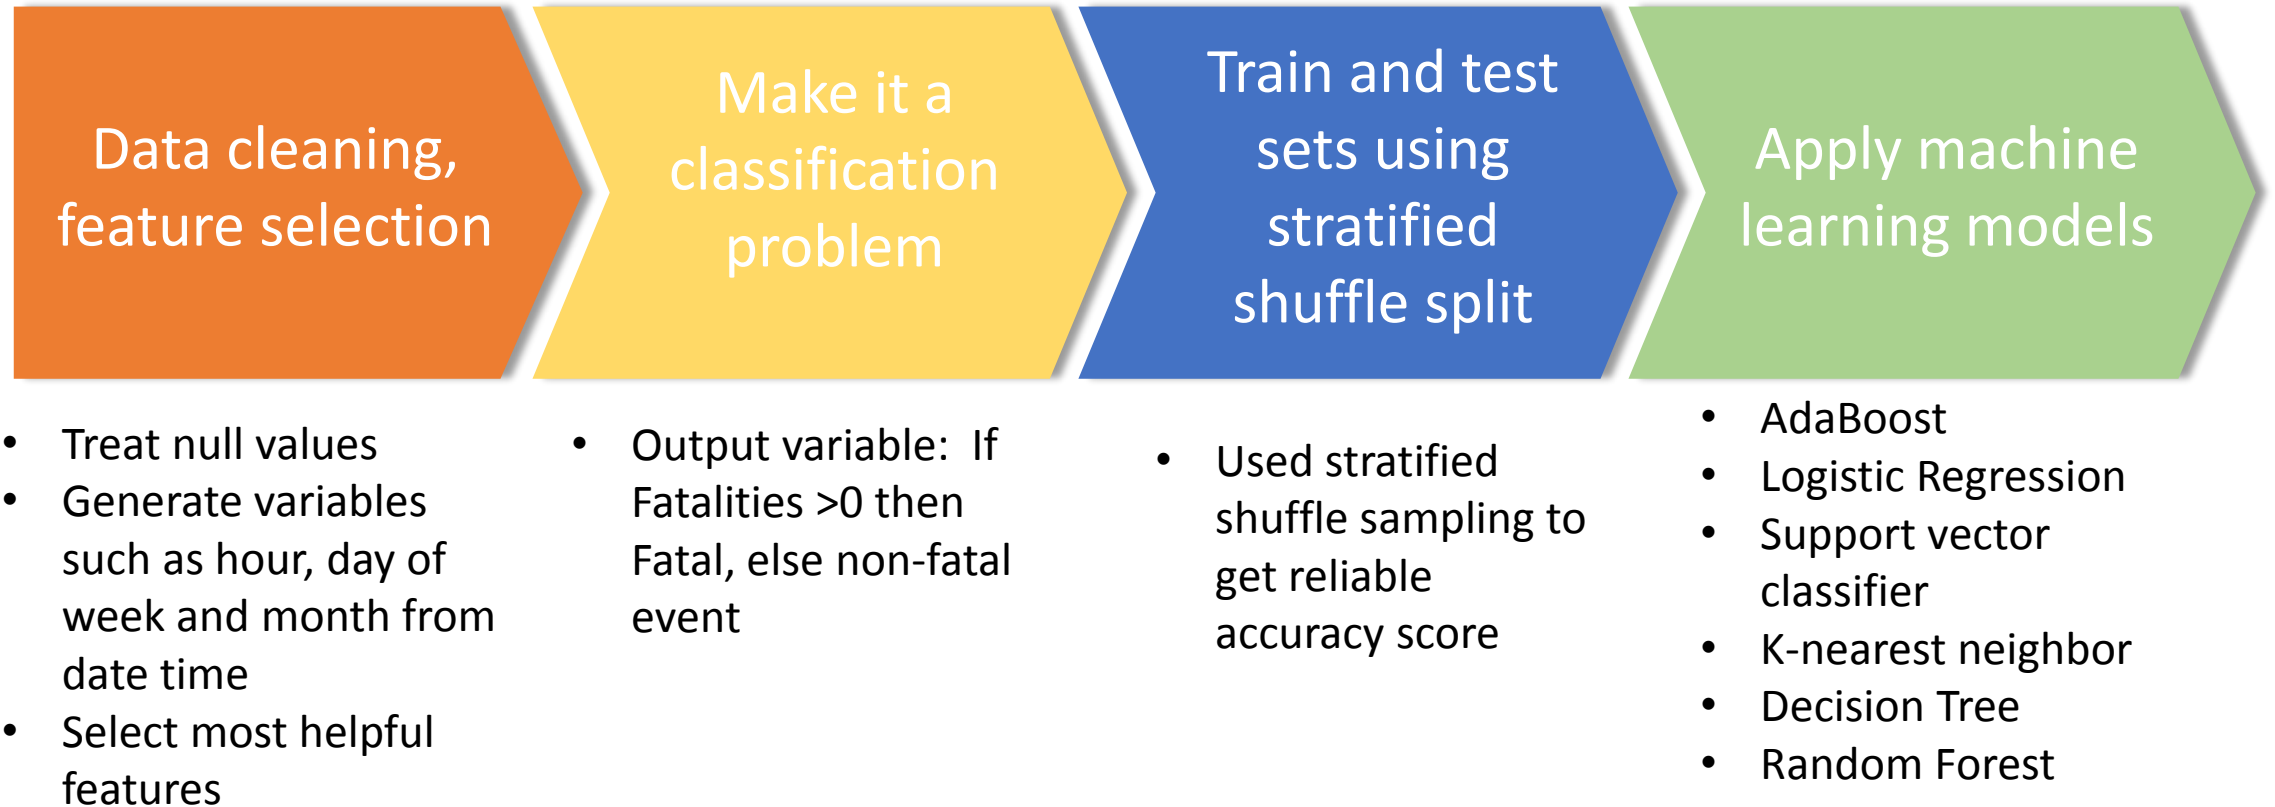 Data cleaning,
feature selection
Make it a
classification
problem
Train and test
sets using
stratified
shuffle split
Apply machine
learning models
• Treat null values
• Generate variables
such as hour, day of
week and month from
date time
• Select most helpful
features
• Output variable:  If
Fatalities >0 then
Fatal, else non-fatal
event
• Used stratified
shuffle sampling to
get reliable
accuracy score
• AdaBoost
• Logistic Regression
• Support vector
classifier
• K-nearest neighbor
• Decision Tree
• Random Forest